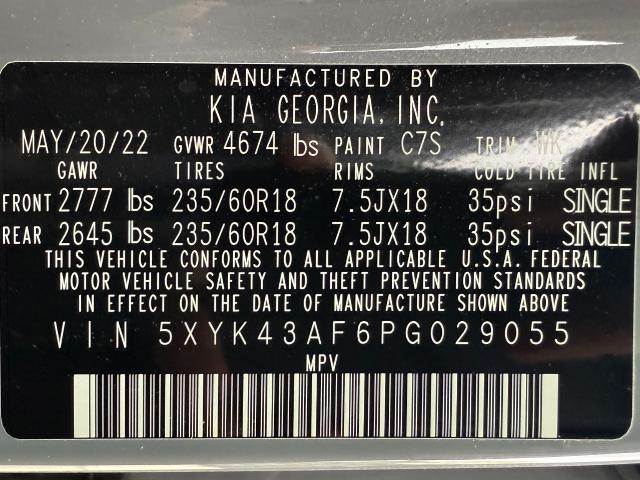 MANUFACTURED BY
KIA GEORGIA, INC.
MAY/20/22 GVWR 4674 lbs PAINT C7S TRIM WK
GAWR TIRES RIMS COLD TIRE INFL
FRONT 2777 lbs 235/60R18 7.5JX18 35psi SINGLE
REAR 2645 lbs 235/60R18 7.5JX18 35psi SINGLE
THIS VEHICLE CONFORMS TO ALL APPLICABLE U.S.A. FEDERAL
MOTOR VEHICLE SAFETY AND THEFT PREVENTION STANDARDS
IN EFFECT ON THE DATE OF MANUFACTURE SHOWN ABOVE
VIN 5XYK43AF6PG029055
MPV